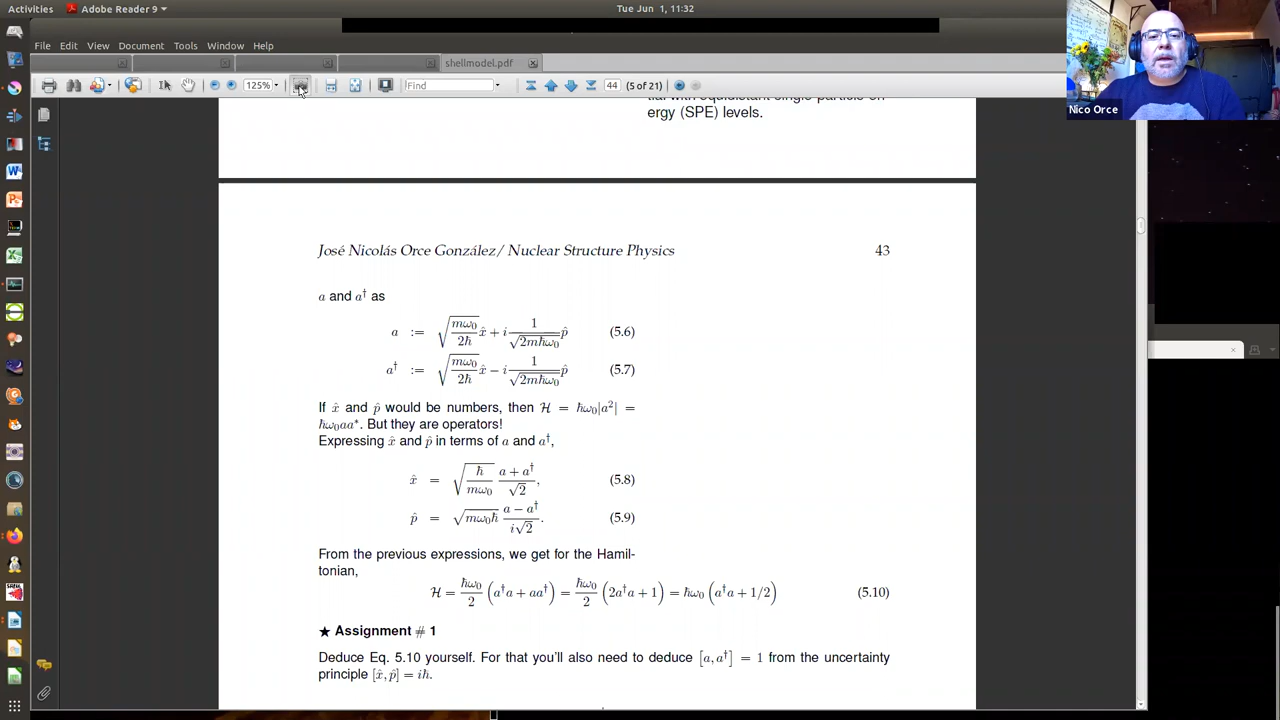 Activities
Adobe Reader 9
Tue Jun 1, 11:32
File Edit View Document Tools Window Help
shellmodel.pdf
125%
Find
44 (5 of 21)
Nico Orce
ergy (SPE) levels.
José Nicolás Orce González/ Nuclear Structure Physics 43
a and a† as
a := √(mω₀/2ħ) x̂ + i 1/√(2mħω₀) p̂ (5.6)
a† := √(mω₀/2ħ) x̂ − i 1/√(2mħω₀) p̂ (5.7)
If x̂ and p̂ would be numbers, then H = ħω₀|a²| =
ħω₀aa*. But they are operators!
Expressing x̂ and p̂ in terms of a and a†,
x̂ = √(ħ/mω₀) (a + a†)/√2, (5.8)
p̂ = √(mω₀ħ) (a − a†)/i√2. (5.9)
From the previous expressions, we get for the Hamil-
tonian,
H = ħω₀/2 (a†a + aa†) = ħω₀/2 (2a†a + 1) = ħω₀ (a†a + 1/2) (5.10)
★ Assignment # 1
Deduce Eq. 5.10 yourself. For that you'll also need to deduce [a, a†] = 1 from the uncertainty
principle [x̂, p̂] = iħ.